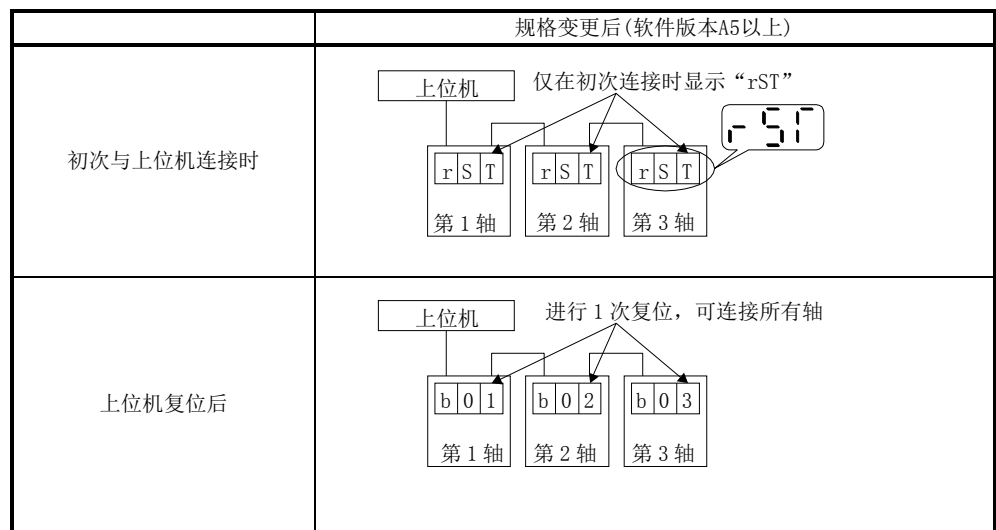 规格变更后(软件版本A5以上)
初次与上位机连接时
上位机
仅在初次连接时显示“rST”
r ST
r S T
r S T
r S T
第1轴
第2轴
第3轴
上位机复位后
上位机
进行1次复位，可连接所有轴
b 0 1
b 0 2
b 0 3
第1轴
第2轴
第3轴